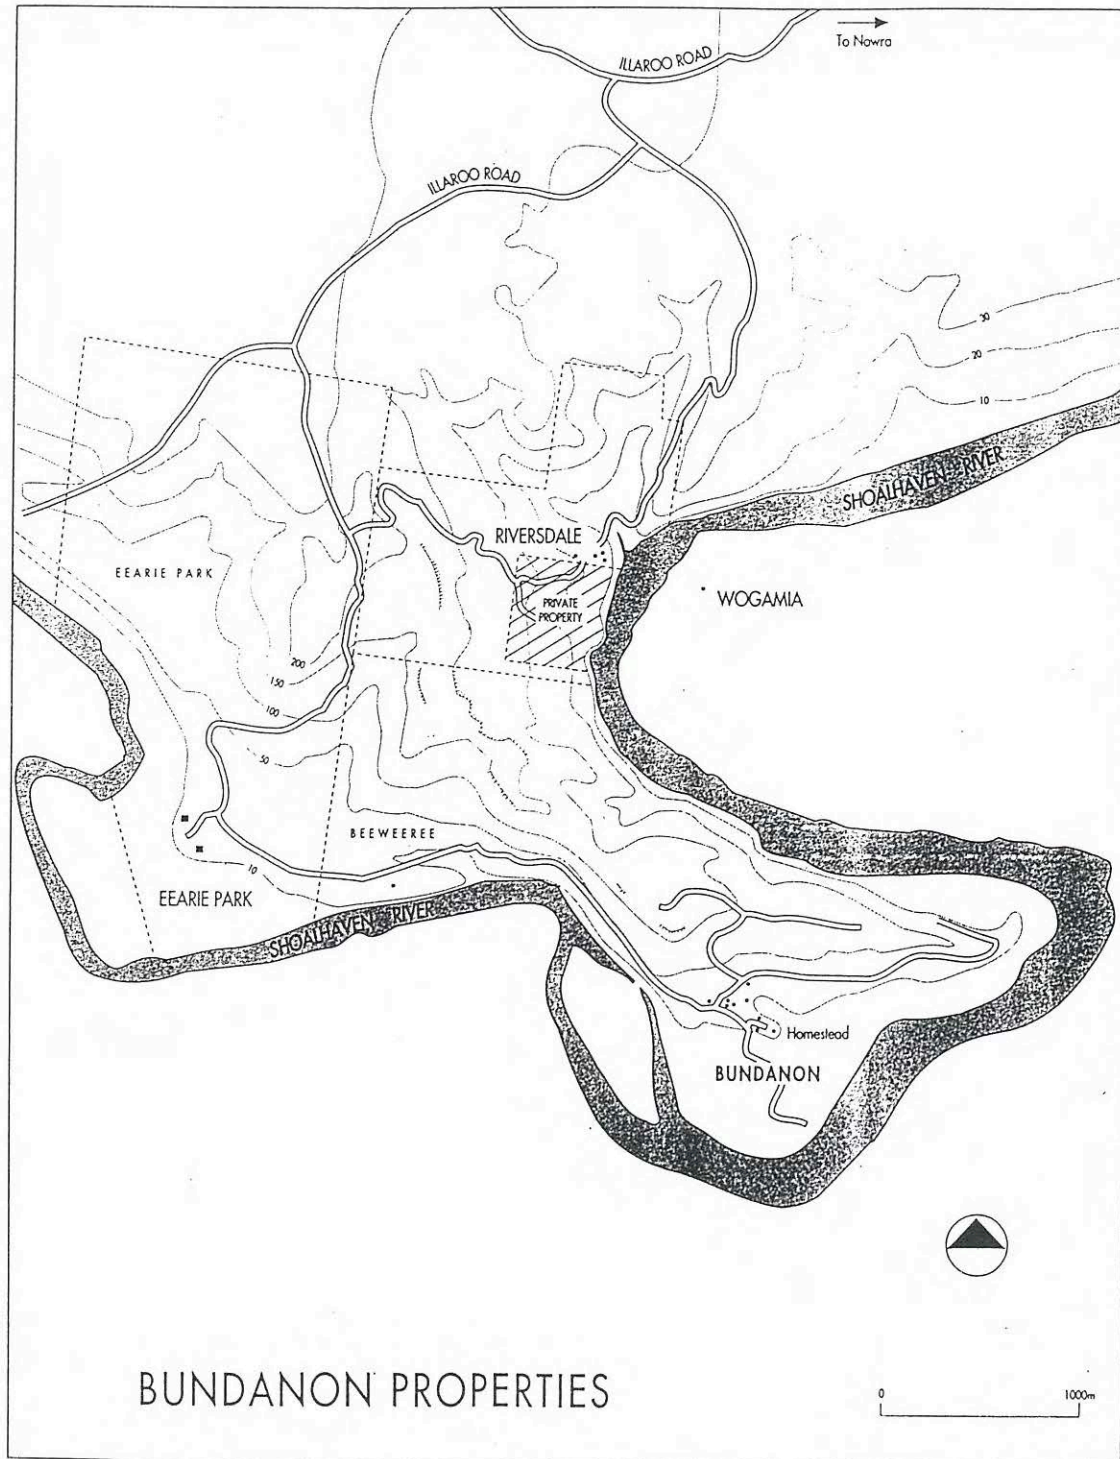 To Nowra
ILLAROO ROAD
ILLAROO ROAD
30
20
10
SHOALHAVEN RIVER
RIVERSDALE
EEARIE PARK
PRIVATE
PROPERTY
WOGAMIA
200
150
100
50
BEEWEEREE
10
EEARIE PARK
SHOALHAVEN RIVER
Homestead
BUNDANON
BUNDANON PROPERTIES
0
1000m